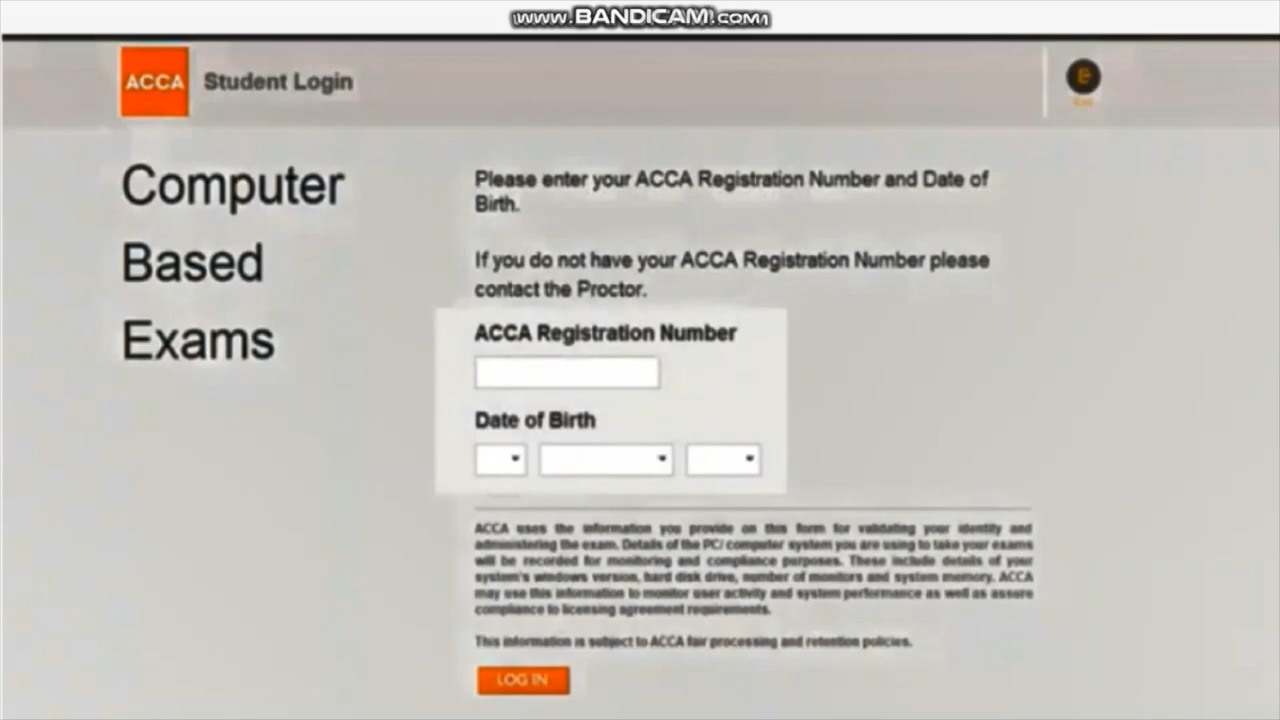 www.BANDICAM.com
ACCA
Student Login
Computer
Based
Exams
Please enter your ACCA Registration Number and Date of
Birth.
If you do not have your ACCA Registration Number please
contact the Proctor.
ACCA Registration Number
Date of Birth
ACCA uses the information you provide on this form for validating your identity and
administering the exam. Details of the PC/ computer system you are using to take your exams
will be recorded for monitoring and compliance purposes. These include details of your
system's windows version, hard disk drive, number of monitors and system memory. ACCA
may use this information to monitor user activity and system performance as well as assure
compliance to licensing agreement requirements.
This information is subject to ACCA fair processing and retention policies.
LOG IN